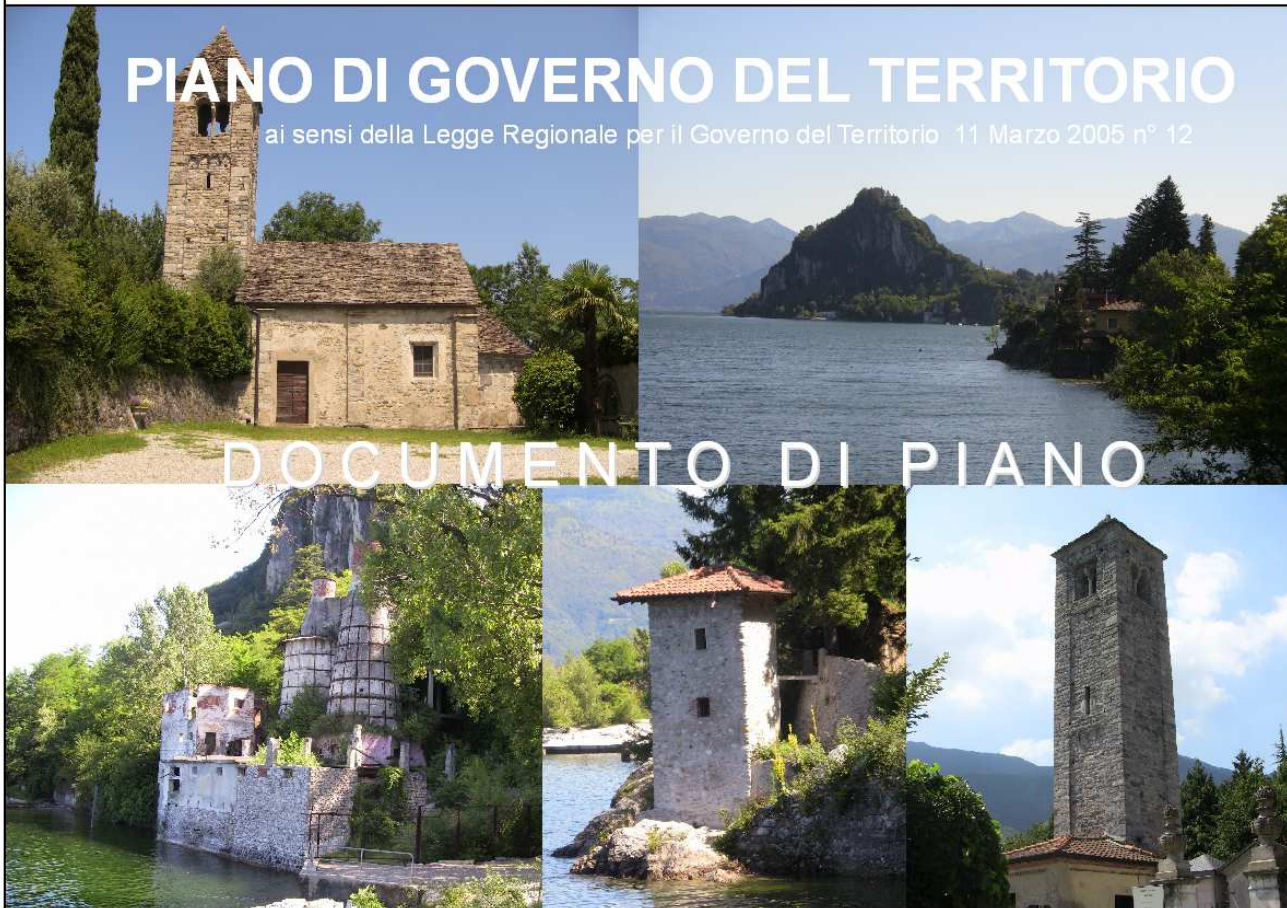 PIANO DI GOVERNO DEL TERRITORIO
ai sensi della Legge Regionale per il Governo del Territorio 11 Marzo 2005 n° 12
DOCUMENTO DI PIANO